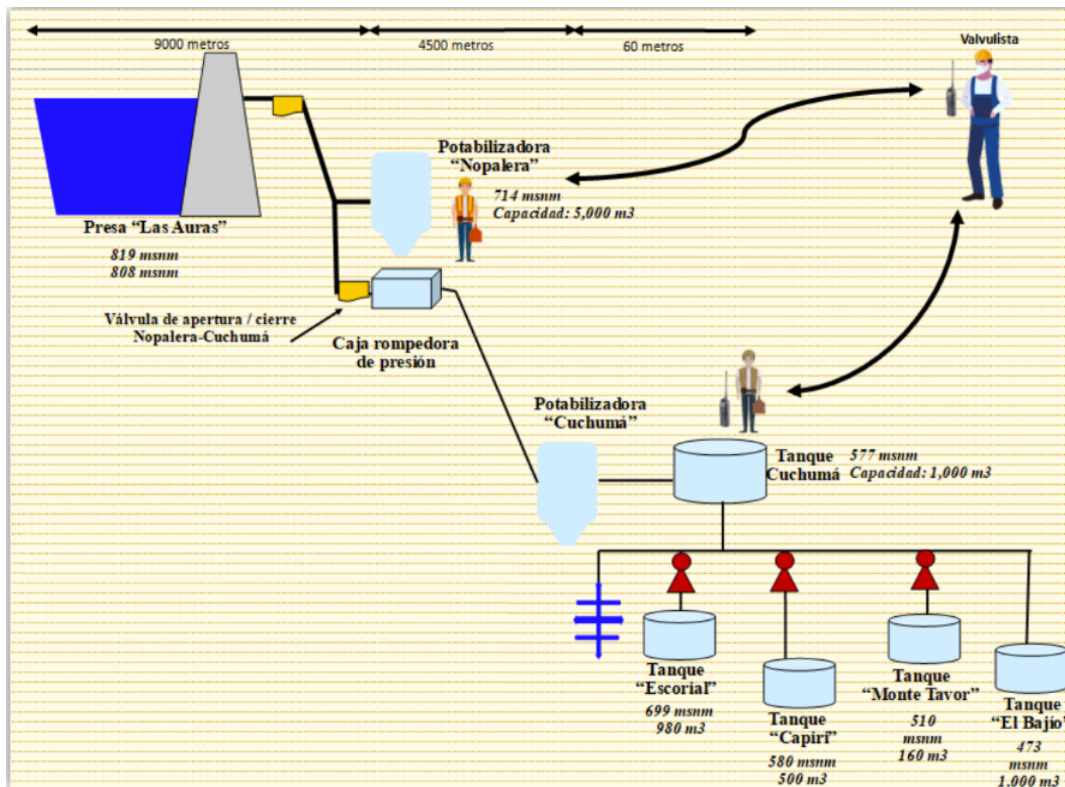 9000 metros
4500 metros
60 metros
Valvulista
Potabilizadora
“Nopalera”
714 msnm
Capacidad: 5,000 m3
Presa “Las Auras”
819 msnm
808 msnm
Válvula de apertura / cierre
Nopalera-Cuchumá
Caja rompedora
de presión
Potabilizadora
“Cuchumá”
Tanque
Cuchumá
577 msnm
Capacidad: 1,000 m3
Tanque
“Escorial”
699 msnm
980 m3
Tanque
“Capirí”
580 msnm
500 m3
Tanque
“Monte Tavor”
510
msnm
160 m3
Tanque
“El Bajío”
473
msnm
1,000 m3